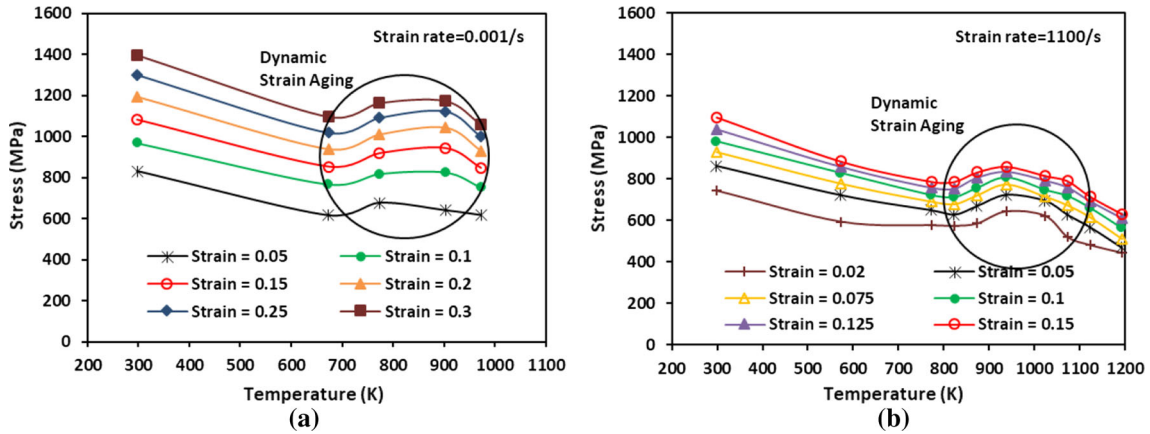 1600
1400
1200
1000
800
600
400
200
0
Stress (MPa)
Strain rate=0.001/s
Dynamic
Strain Aging
Strain = 0.05
Strain = 0.1
Strain = 0.15
Strain = 0.2
Strain = 0.25
Strain = 0.3
200 300 400 500 600 700 800 900 1000 1100
Temperature (K)
(a)
1600
1400
1200
1000
800
600
400
200
0
Stress (MPa)
Strain rate=1100/s
Dynamic
Strain Aging
Strain = 0.02
Strain = 0.05
Strain = 0.075
Strain = 0.1
Strain = 0.125
Strain = 0.15
200 300 400 500 600 700 800 900 1000 1100 1200
Temperature (K)
(b)